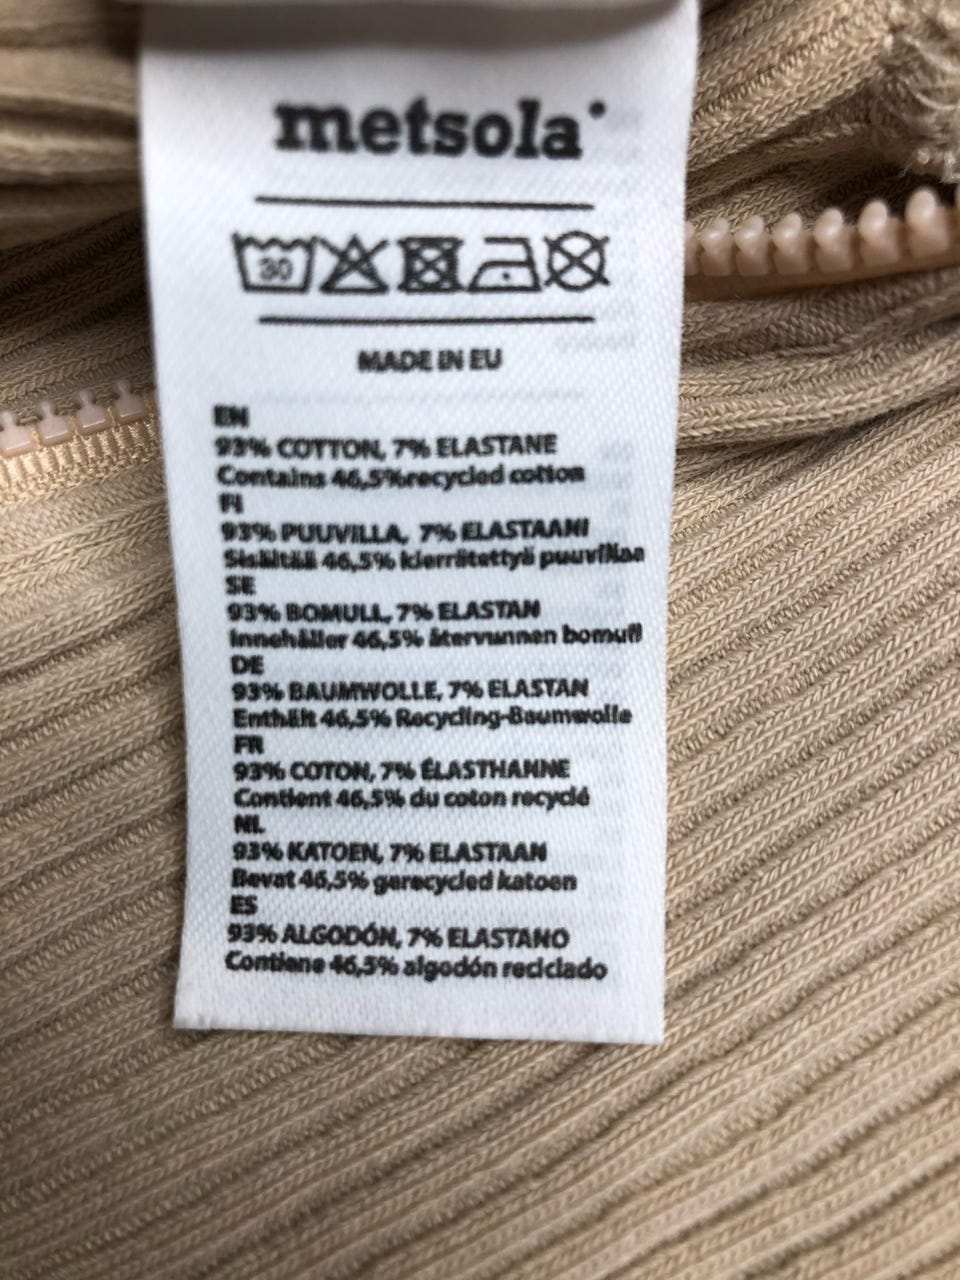 metsola
30
MADE IN EU
EN
93% COTTON, 7% ELASTANE
Contains 46,5%recycled cotton
FI
93% PUUVILLA, 7% ELASTAANI
Sisältää 46,5% kierrätettyä puuvillaa
SE
93% BOMULL, 7% ELASTAN
Innehåller 46,5% återvunnen bomull
DE
93% BAUMWOLLE, 7% ELASTAN
Enthält 46,5% Recycling-Baumwolle
FR
93% COTON, 7% ÉLASTHANNE
Contient 46,5% du coton recyclé
NL
93% KATOEN, 7% ELASTAAN
Bevat 46,5% gerecycled katoen
ES
93% ALGODÓN, 7% ELASTANO
Contiene 46,5% algodón reciclado